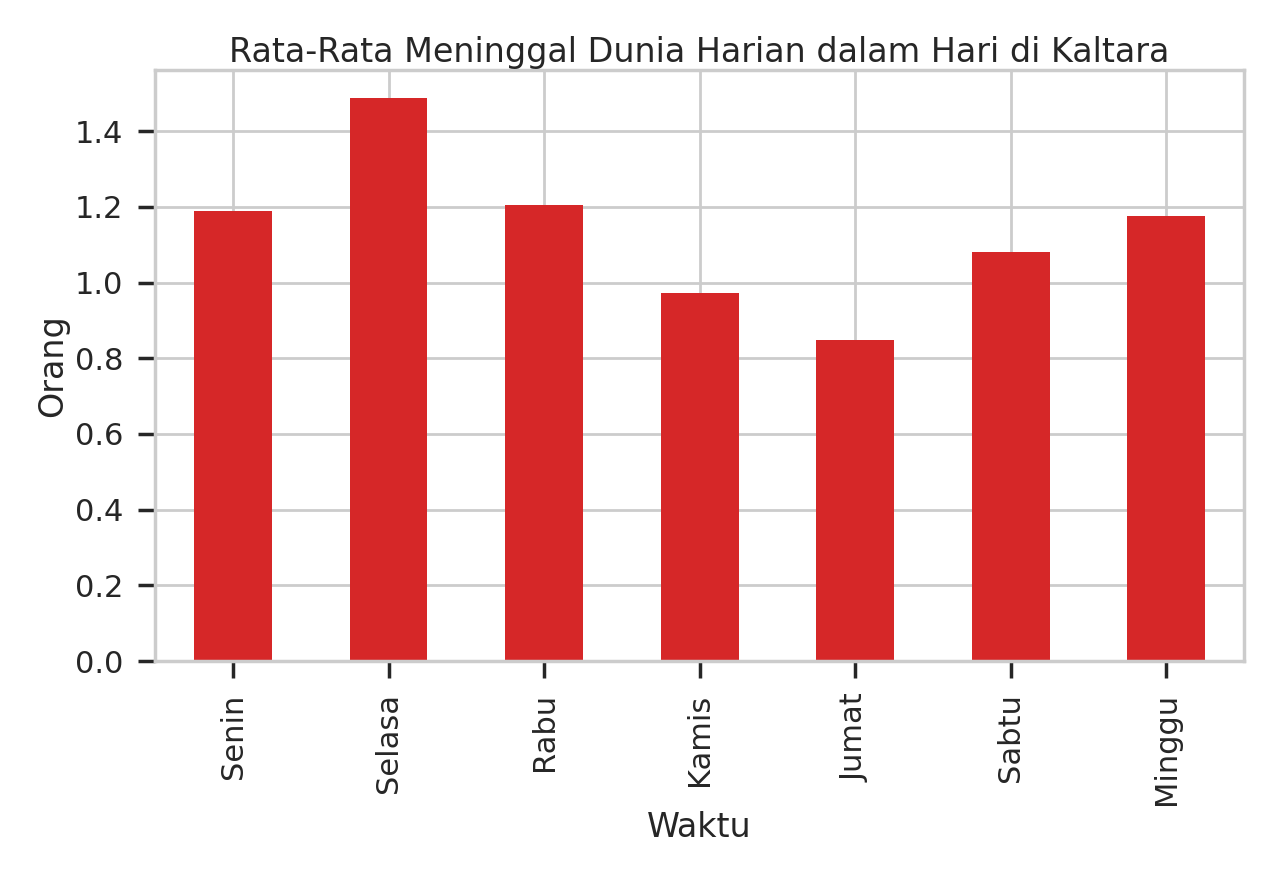 Rata-Rata Meninggal Dunia Harian dalam Hari di Kaltara
1.4
1.2
1.0
0.8
0.6
0.4
0.2
0.0
Orang
Senin
Selasa
Rabu
Kamis
Jumat
Sabtu
Minggu
Waktu